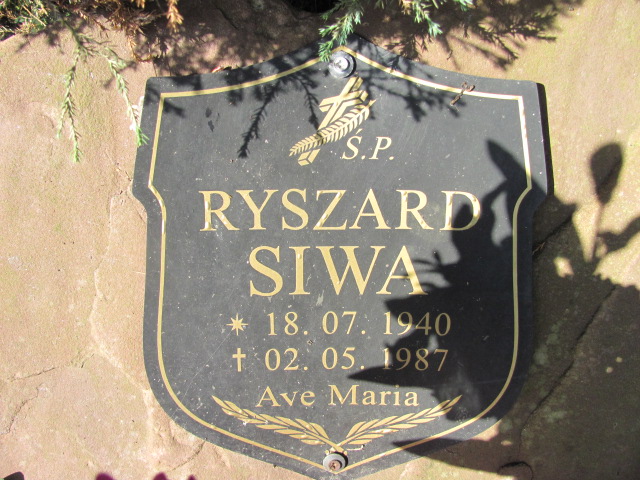 Ś.P.
RYSZARD
SIWA
* 18. 07. 1940
† 02. 05. 1987
Ave Maria